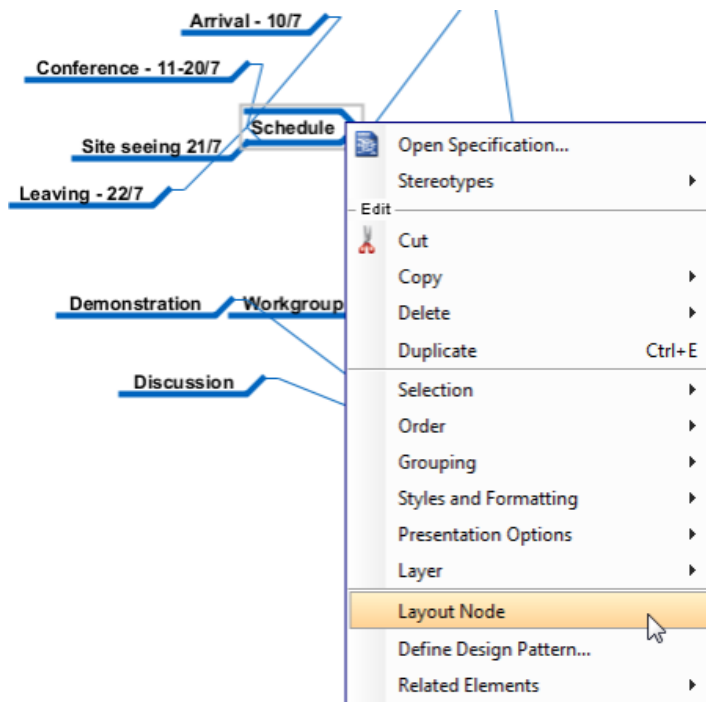 Arrival - 10/7
Conference - 11-20/7
Schedule
Site seeing 21/7
Leaving - 22/7
Demonstration
Workgroup
Discussion
Open Specification...
Stereotypes
Edit
Cut
Copy
Delete
Duplicate Ctrl+E
Selection
Order
Grouping
Styles and Formatting
Presentation Options
Layer
Layout Node
Define Design Pattern...
Related Elements